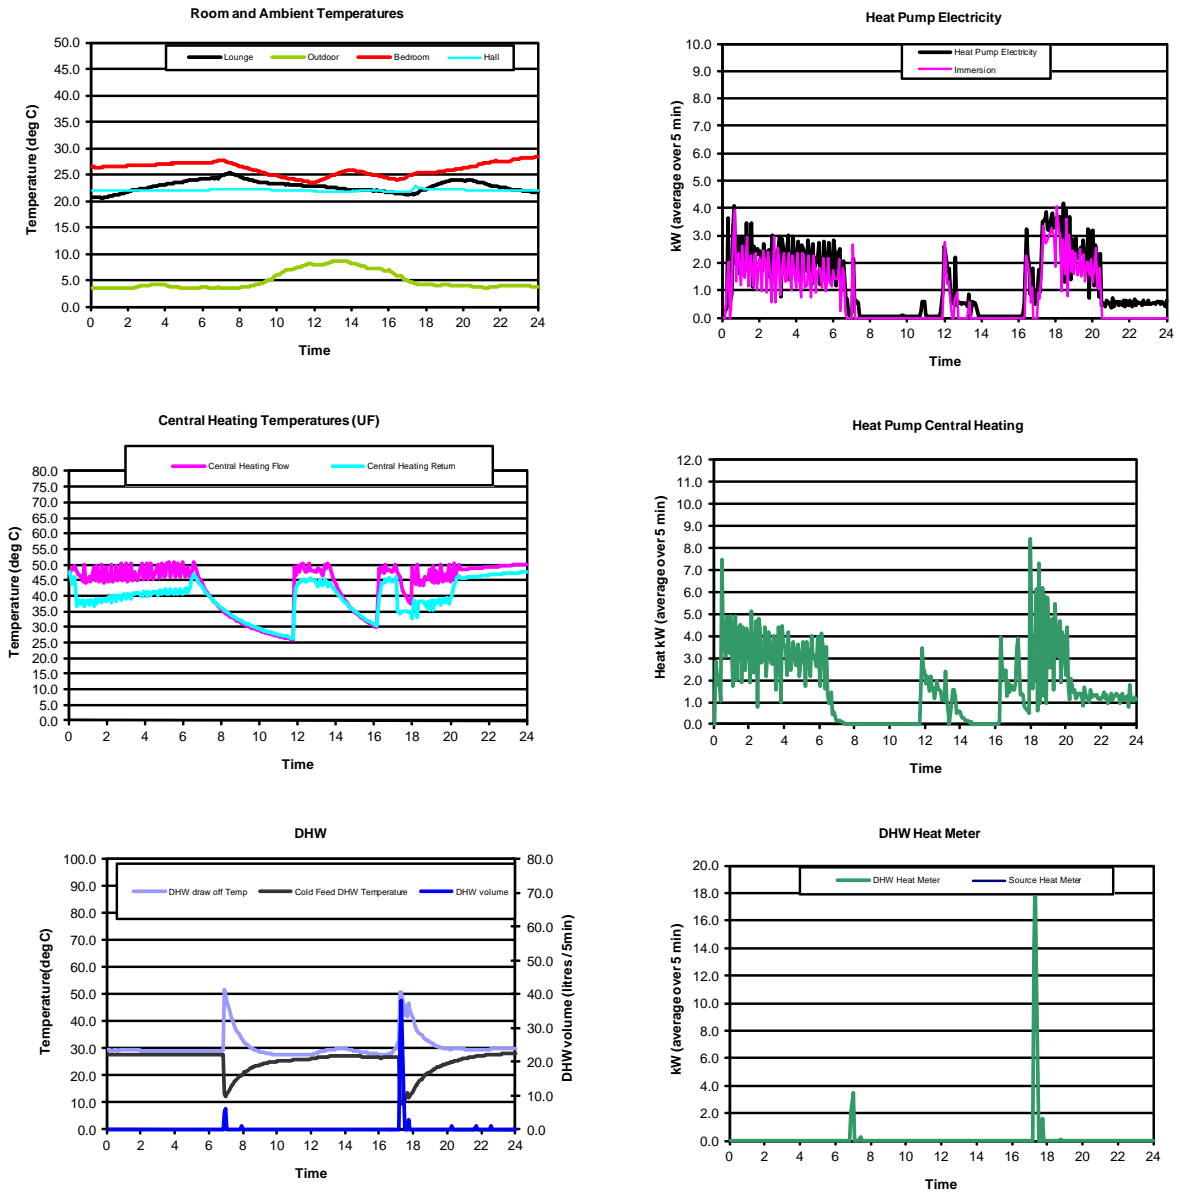 Room and Ambient Temperatures
Temperature (deg C)
50.0
45.0
40.0
35.0
30.0
25.0
20.0
15.0
10.0
5.0
0.0
Lounge Outdoor Bedroom Hall
0 2 4 6 8 10 12 14 16 18 20 22 24
Time
Heat Pump Electricity
kW (average over 5 min)
10.0
9.0
8.0
7.0
6.0
5.0
4.0
3.0
2.0
1.0
0.0
Heat Pump Electricity
Immersion
0 2 4 6 8 10 12 14 16 18 20 22 24
Time
Central Heating Temperatures (UF)
Temperature (deg C)
Central Heating Flow Central Heating Return
80.0
75.0
70.0
65.0
60.0
55.0
50.0
45.0
40.0
35.0
30.0
25.0
20.0
15.0
10.0
5.0
0.0
0 2 4 6 8 10 12 14 16 18 20 22 24
Time
Heat Pump Central Heating
Heat kW (average over 5 min)
12.0
11.0
10.0
9.0
8.0
7.0
6.0
5.0
4.0
3.0
2.0
1.0
0.0
0 2 4 6 8 10 12 14 16 18 20 22 24
Time
DHW
Temperature(deg C)
100.0
90.0
80.0
70.0
60.0
50.0
40.0
30.0
20.0
10.0
0.0
DHW draw off Temp Cold Feed DHW Temperature DHW volume
80.0
70.0
60.0
50.0
40.0
30.0
20.0
10.0
0.0
DHW volume (litres / 5min)
0 2 4 6 8 10 12 14 16 18 20 22 24
Time
DHW Heat Meter
kW (average over 5 min)
20.0
18.0
16.0
14.0
12.0
10.0
8.0
6.0
4.0
2.0
0.0
DHW Heat Meter Source Heat Meter
0 2 4 6 8 10 12 14 16 18 20 22 24
Time